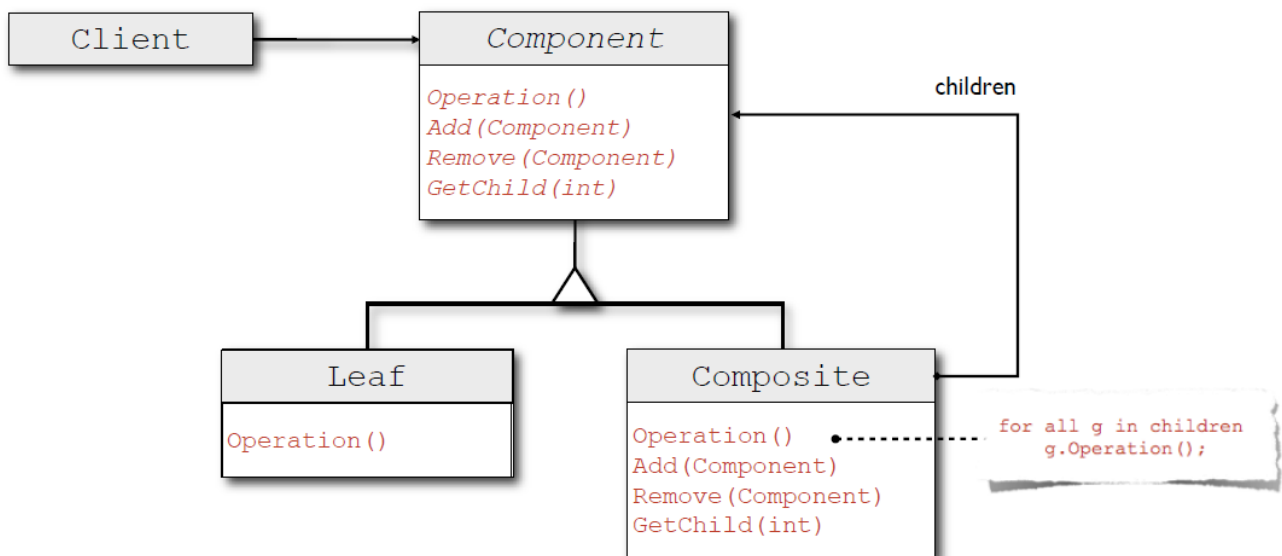 Client
Component
Operation()
Add(Component)
Remove(Component)
GetChild(int)
children
Leaf
Operation()
Composite
Operation()
Add(Component)
Remove(Component)
GetChild(int)
for all g in children
g.Operation();